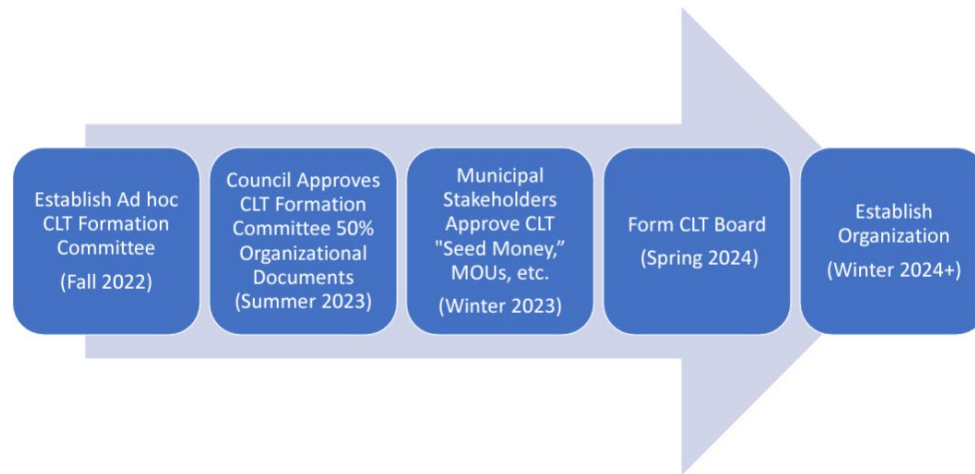 Establish Ad hoc
CLT Formation
Committee
(Fall 2022)
Council Approves
CLT Formation
Committee 50%
Organizational
Documents
(Summer 2023)
Municipal
Stakeholders
Approve CLT
"Seed Money,”
MOUs, etc.
(Winter 2023)
Form CLT Board
(Spring 2024)
Establish
Organization
(Winter 2024+)